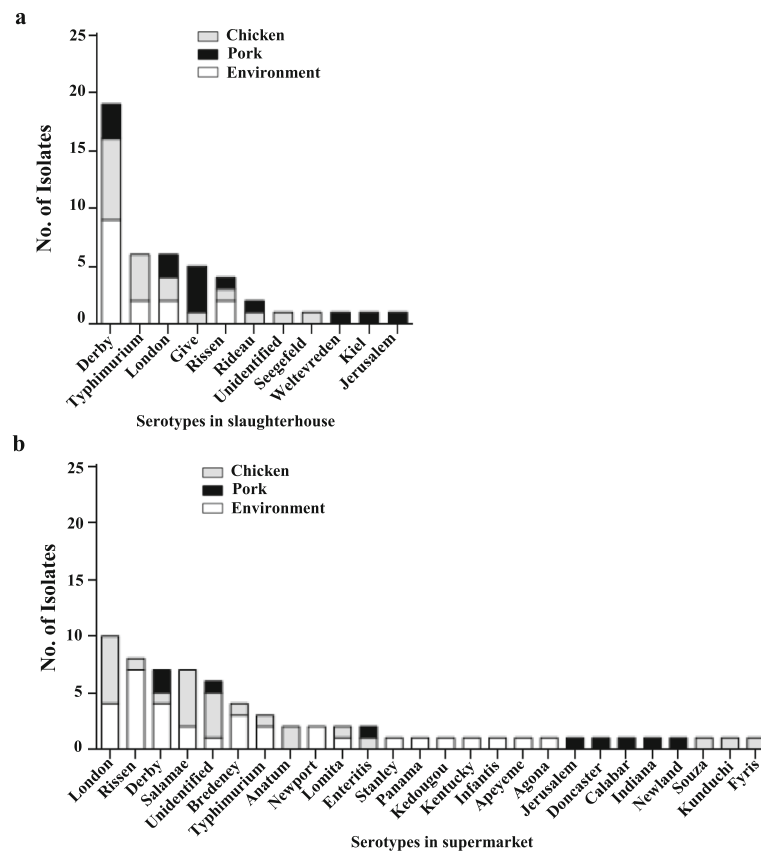 a
25
20
15
10
5
0
No. of Isolates
Chicken
Pork
Environment
Derby
Typhimurium
London
Give
Rissen
Rideau
Unidentified
Seegefeld
Weltevreden
Kiel
Jerusalem
Serotypes in slaughterhouse
b
25
20
15
10
5
0
No. of Isolates
Chicken
Pork
Environment
London
Rissen
Derby
Salamae
Unidentified
Bredeney
Typhimurium
Anatum
Newport
Lomita
Enteritis
Stanley
Panama
Kedougou
Kentucky
Infantis
Apeyeme
Agona
Jerusalem
Doncaster
Calabar
Indiana
Newland
Souza
Kunduchi
Fyris
Serotypes in supermarket